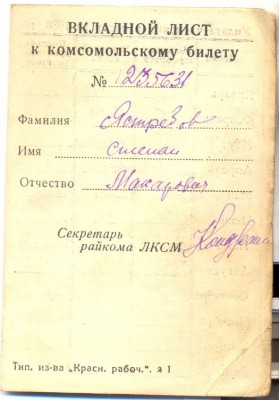 ВКЛАДНОЙ ЛИСТ
к комсомольскому билету
№ 1235631
Фамилия Ястребов
Имя Степан
Отчество Макарович
Секретарь
райкома ЛКСМ
Тип. из-ва „Красн. рабоч.“. з 1